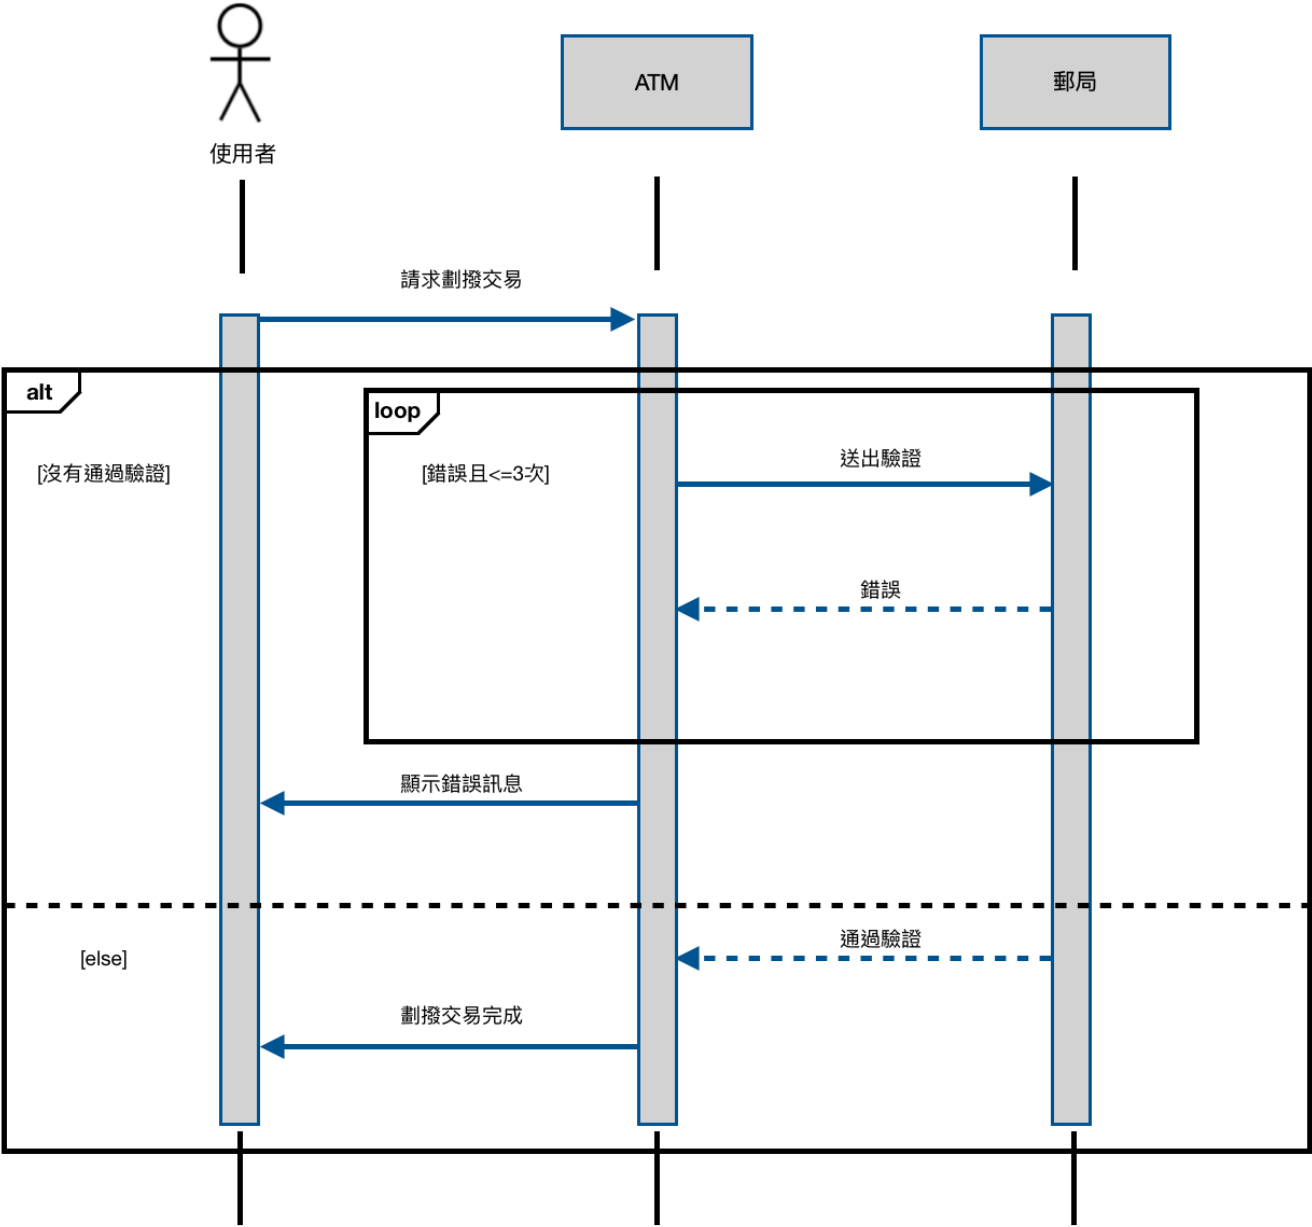 使用者
ATM
郵局
請求劃撥交易
alt
loop
[沒有通過驗證]
[錯誤且<=3次]
送出驗證
錯誤
顯示錯誤訊息
[else]
通過驗證
劃撥交易完成